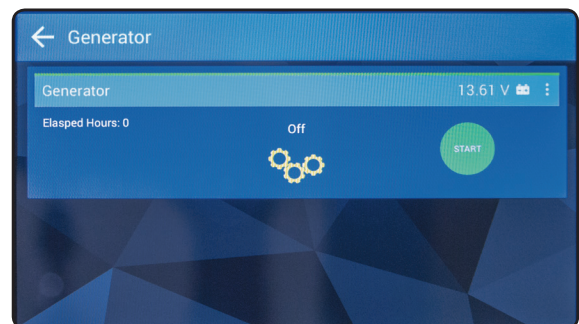 Generator
Generator 13.61 V
Elasped Hours: 0
Off
START